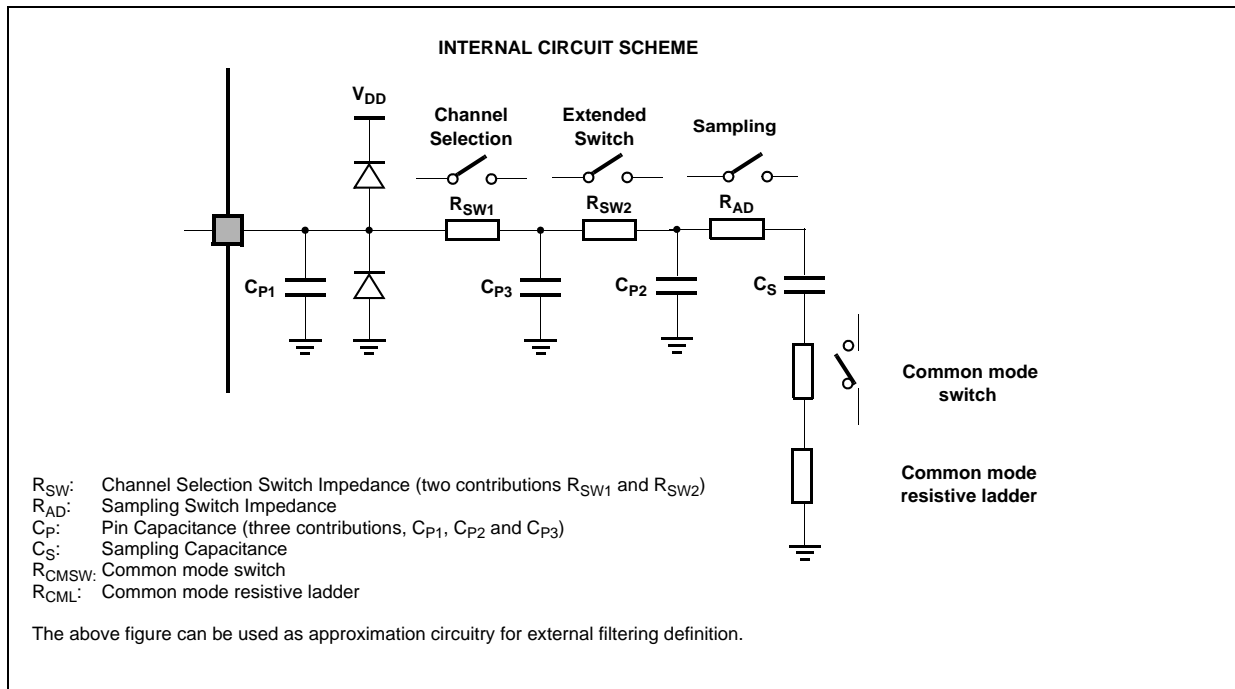 INTERNAL CIRCUIT SCHEME
VDD
Channel
Selection
Extended
Switch
Sampling
RSW1
RSW2
RAD
CP1
CP3
CP2
CS
Common mode
switch
Common mode
resistive ladder
RSW: Channel Selection Switch Impedance (two contributions RSW1 and RSW2)
RAD: Sampling Switch Impedance
CP: Pin Capacitance (three contributions, CP1, CP2 and CP3)
CS: Sampling Capacitance
RCMSW: Common mode switch
RCML: Common mode resistive ladder
The above figure can be used as approximation circuitry for external filtering definition.